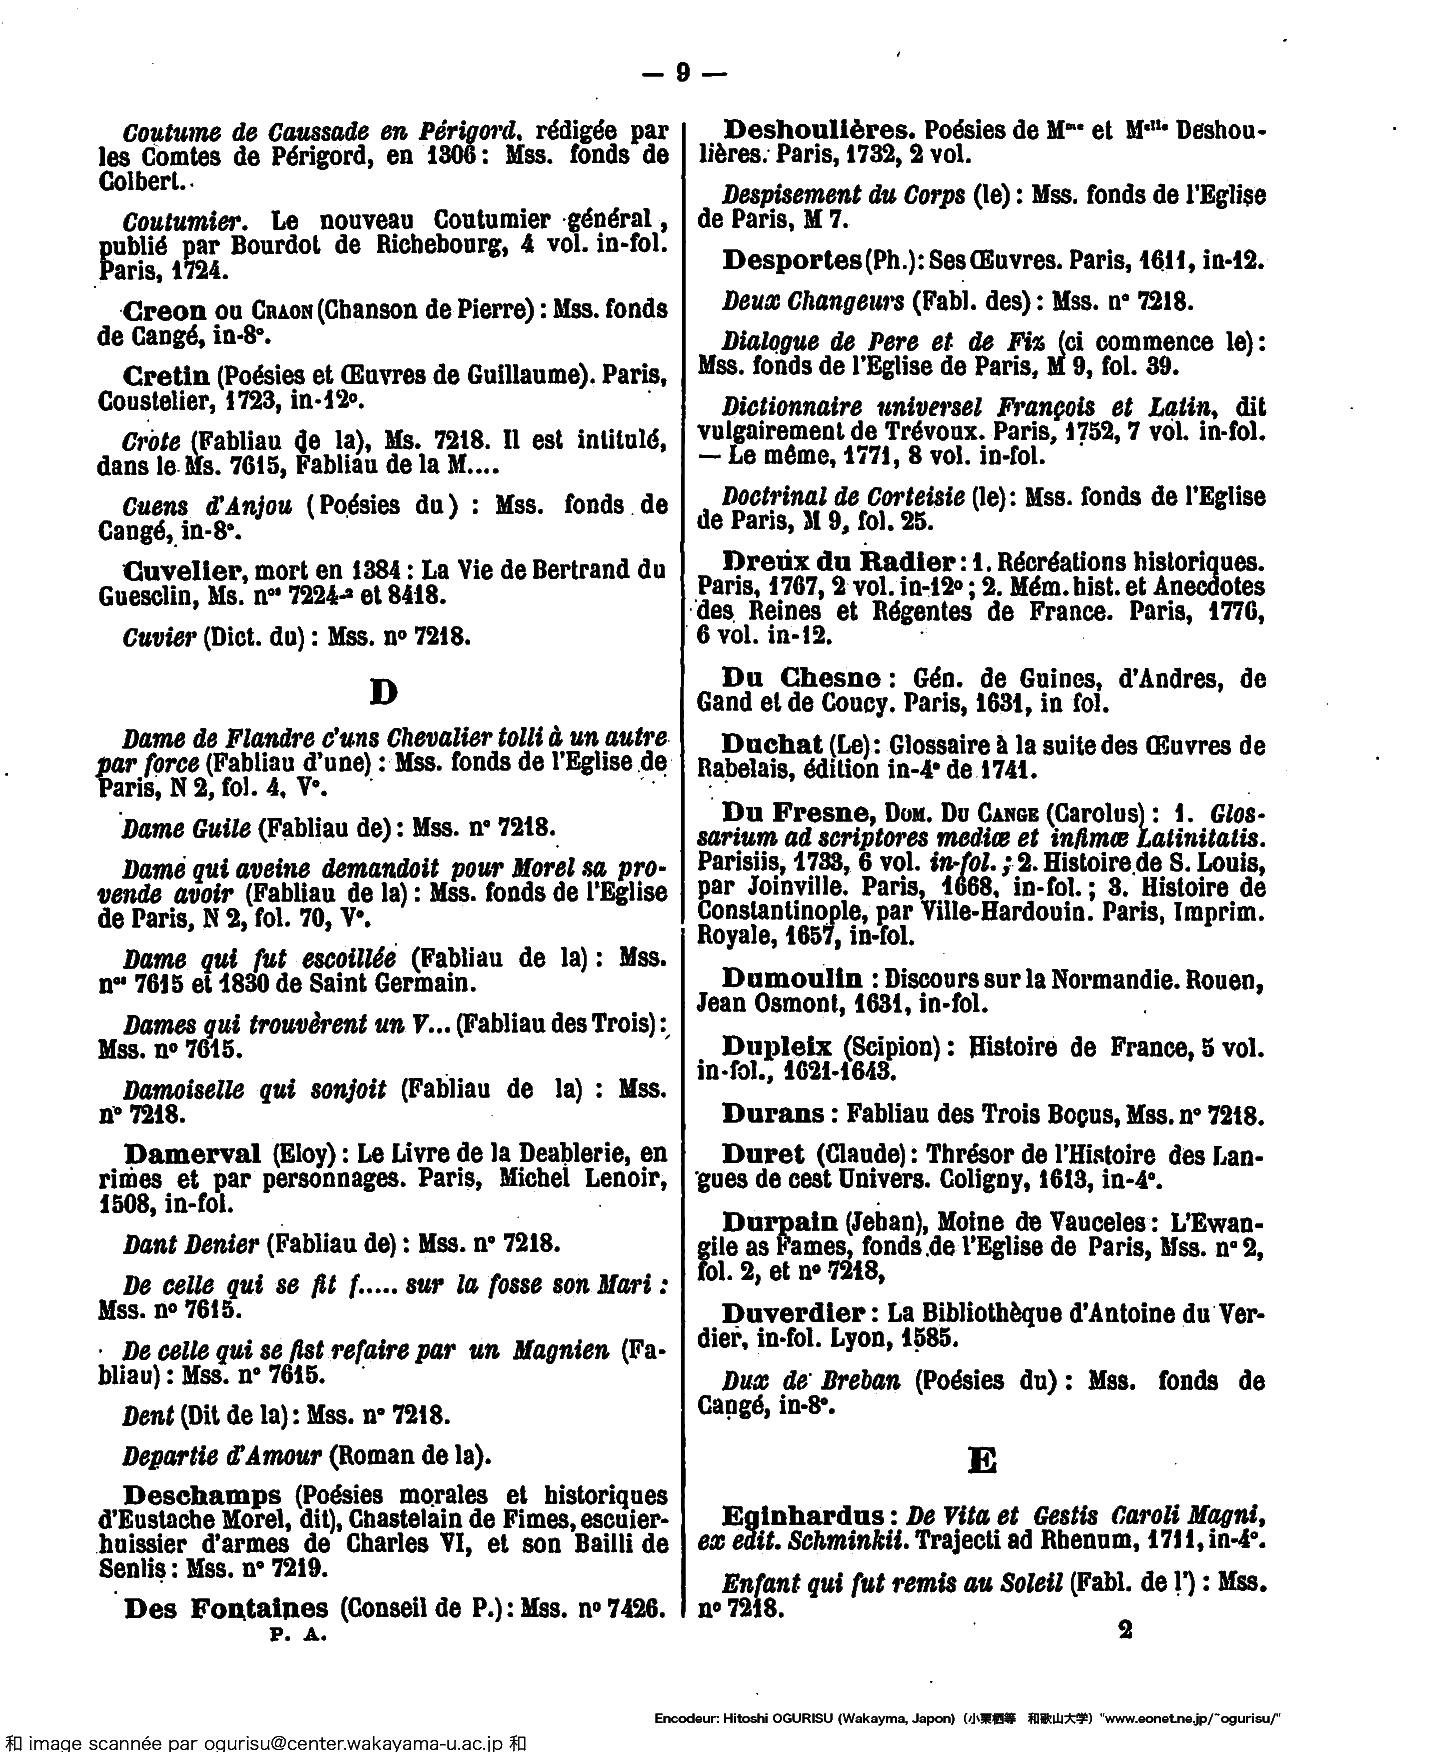 — 9 —
Coutume de Caussade en Périgord, rédigée par
les Comtes de Périgord, en 1306 : Mss. fonds de
Colbert.
Coutumier. Le nouveau Coutumier général,
publié par Bourdot de Richebourg, 4 vol. in-fol.
Paris, 1724.
Creon ou CRAON (Chanson de Pierre) : Mss. fonds
de Cangé, in-8°.
Cretin (Poésies et Œuvres de Guillaume). Paris,
Coustelier, 1723, in-12°.
Crote (Fabliau de la), Ms. 7218. Il est intitulé,
dans le Ms. 7615, Fabliau de la M....
Cuens d'Anjou (Poésies du) : Mss. fonds de
Cangé, in-8°.
Cuvelier, mort en 1384 : La Vie de Bertrand du
Guesclin, Ms. nos 7224-2 et 8418.
Cuvier (Dict. du) : Mss. n° 7218.
D
Dame de Flandre c'uns Chevalier tolli à un autre
par force (Fabliau d'une) : Mss. fonds de l'Eglise de
Paris, N 2, fol. 4, V°.
Dame Guile (Fabliau de) : Mss. n° 7218.
Dame qui aveine demandoit pour Morel sa pro-
vende avoir (Fabliau de la) : Mss. fonds de l'Eglise
de Paris, N 2, fol. 70, V°.
Dame qui fut escoillée (Fabliau de la) : Mss.
nos 7615 et 1830 de Saint Germain.
Dames qui trouvèrent un V... (Fabliau des Trois) :
Mss. n° 7615.
Damoiselle qui sonjoit (Fabliau de la) : Mss.
n° 7218.
Damerval (Eloy) : Le Livre de la Deablerie, en
rimes et par personnages. Paris, Michel Lenoir,
1508, in-fol.
Dant Denier (Fabliau de) : Mss. n° 7218.
De celle qui se fit f..... sur la fosse son Mari :
Mss. n° 7615.
De celle qui se fist refaire par un Magnien (Fa-
bliau) : Mss. n° 7615.
Dent (Dit de la) : Mss. n° 7218.
Departie d'Amour (Roman de la).
Deschamps (Poésies morales et historiques
d'Eustache Morel, dit), Chastelain de Fimes, escuier-
huissier d'armes de Charles VI, et son Bailli de
Senlis : Mss. n° 7219.
Des Fontaines (Conseil de P.) : Mss. n° 7426.
P. A.
Deshoulières. Poésies de Mme et Melle Deshou-
lières. Paris, 1732, 2 vol.
Despisement du Corps (le) : Mss. fonds de l'Eglise
de Paris, M 7.
Desportes (Ph.) : Ses Œuvres. Paris, 1611, in-12.
Deux Changeurs (Fabl. des) : Mss. n° 7218.
Dialogue de Pere et de Fiz (ci commence le) :
Mss. fonds de l'Eglise de Paris, M 9, fol. 39.
Dictionnaire universel François et Latin, dit
vulgairement de Trévoux. Paris, 1752, 7 vol. in-fol.
— Le même, 1771, 8 vol. in-fol.
Doctrinal de Corteisie (le) : Mss. fonds de l'Eglise
de Paris, M 9, fol. 25.
Dreux du Radier : 1. Récréations historiques.
Paris, 1767, 2 vol. in-12° ; 2. Mém. hist. et Anecdotes
des Reines et Régentes de France. Paris, 1776,
6 vol. in-12.
Du Chesne : Gén. de Guines, d'Andres, de
Gand et de Coucy. Paris, 1631, in fol.
Duchat (Le) : Glossaire à la suite des Œuvres de
Rabelais, édition in-4° de 1741.
Du Fresne, DOM. DU CANGE (Carolus) : 1. Glos-
sarium ad scriptores mediæ et infimæ Latinitatis.
Parisiis, 1733, 6 vol. in-fol. ; 2. Histoire de S. Louis,
par Joinville. Paris, 1668, in-fol. ; 3. Histoire de
Constantinople, par Ville-Hardouin. Paris, Imprim.
Royale, 1657, in-fol.
Dumoulin : Discours sur la Normandie. Rouen,
Jean Osmont, 1631, in-fol.
Dupleix (Scipion) : Histoire de France, 5 vol.
in-fol., 1621-1643.
Durans : Fabliau des Trois Boçus, Mss. n° 7218.
Duret (Claude) : Thrésor de l'Histoire des Lan-
gues de cest Univers. Coligny, 1613, in-4°.
Durpain (Jehan), Moine de Vauceles : L'Ewan-
gile as Fames, fonds de l'Eglise de Paris, Mss. n° 2,
fol. 2, et n° 7218,
Duverdier : La Bibliothèque d'Antoine du Ver-
dier, in-fol. Lyon, 1585.
Dux de Breban (Poésies du) : Mss. fonds de
Cangé, in-8°.
E
Eginhardus : De Vita et Gestis Caroli Magni,
ex edit. Schminkii. Trajecti ad Rhenum, 1711, in-4°.
Enfant qui fut remis au Soleil (Fabl. de l') : Mss.
n° 7218.
2
Encodeur: Hitoshi OGURISU (Wakayma, Japon) (小栗栖等 和歌山大学) "www.eonet.ne.jp/~ogurisu/"
和 image scannée par ogurisu@center.wakayama-u.ac.jp 和